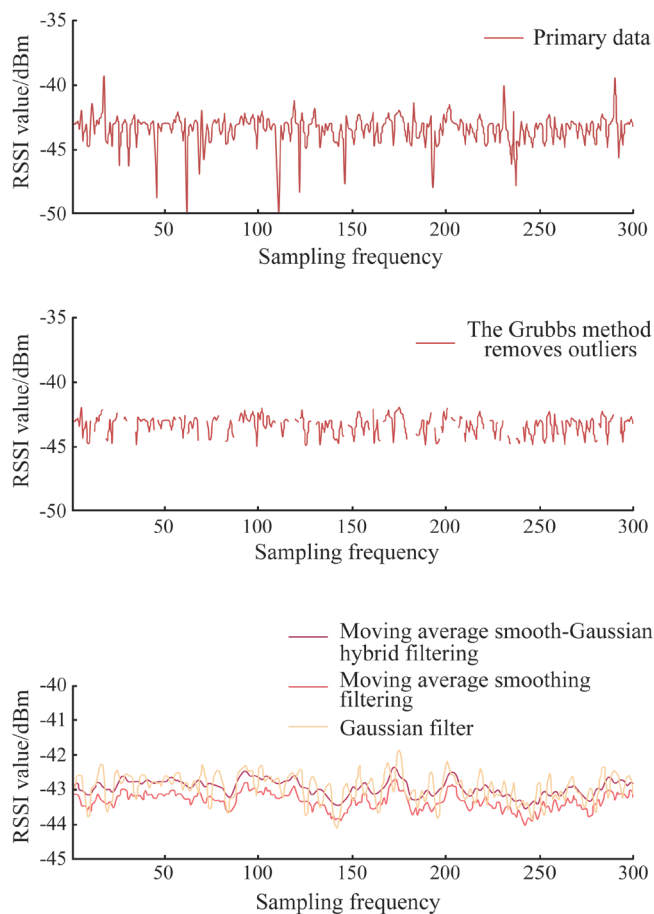 -35
Primary data
-40
-45
-50
RSSI value/dBm
50 100 150 200 250 300
Sampling frequency
-35
The Grubbs method
removes outliers
-40
-45
-50
RSSI value/dBm
50 100 150 200 250 300
Sampling frequency
Moving average smooth-Gaussian
hybrid filtering
Moving average smoothing
filtering
Gaussian filter
-40
-41
-42
-43
-44
-45
RSSI value/dBm
50 100 150 200 250 300
Sampling frequency